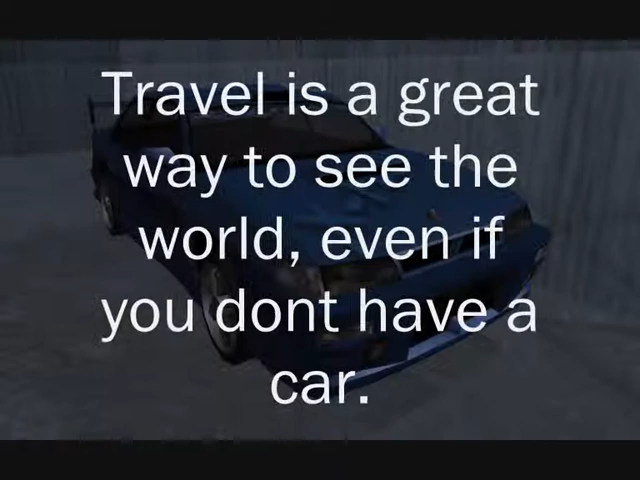 Travel is a great
way to see the
world, even if
you dont have a
car.